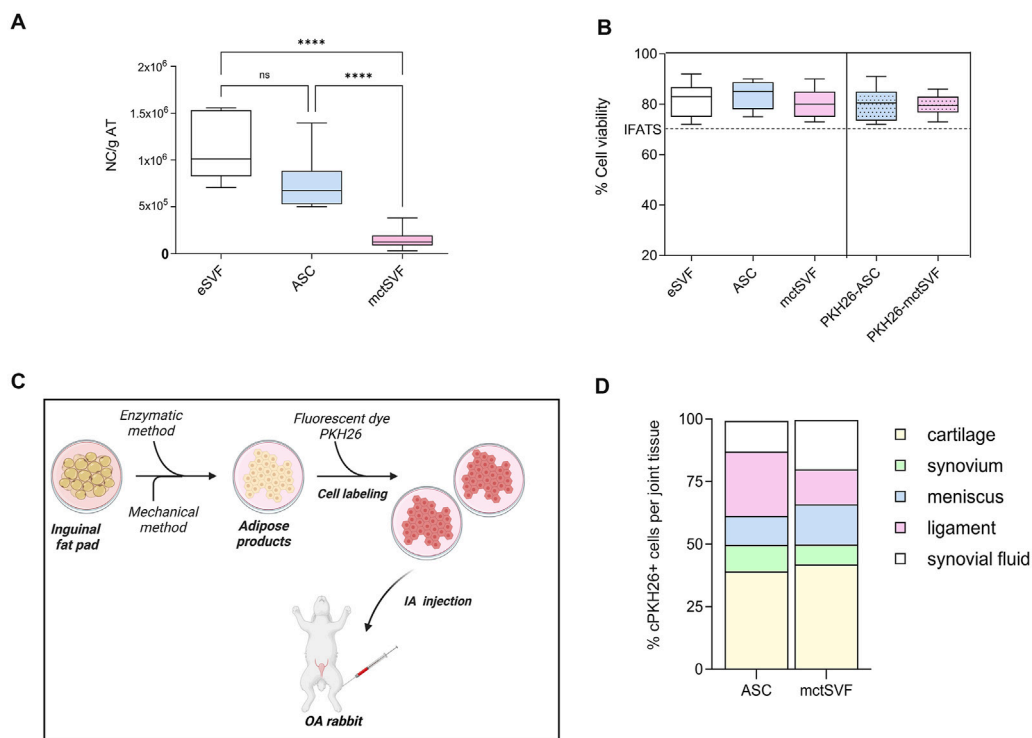 A
****
ns
****
2x10⁶
1.5x10⁶
1x10⁶
5x10⁵
0
NC/g AT
eSVF
ASC
mctSVF
B
100
80
IFATS
60
40
20
% Cell viability
eSVF
ASC
mctSVF
PKH26-ASC
PKH26-mctSVF
C
Enzymatic
method
Fluorescent dye
PKH26
Mechanical
method
Cell labeling
Inguinal
fat pad
Adipose
products
IA injection
OA rabbit
D
100
75
50
25
0
% cPKH26+ cells per joint tissue
ASC
mctSVF
cartilage
synovium
meniscus
ligament
synovial fluid